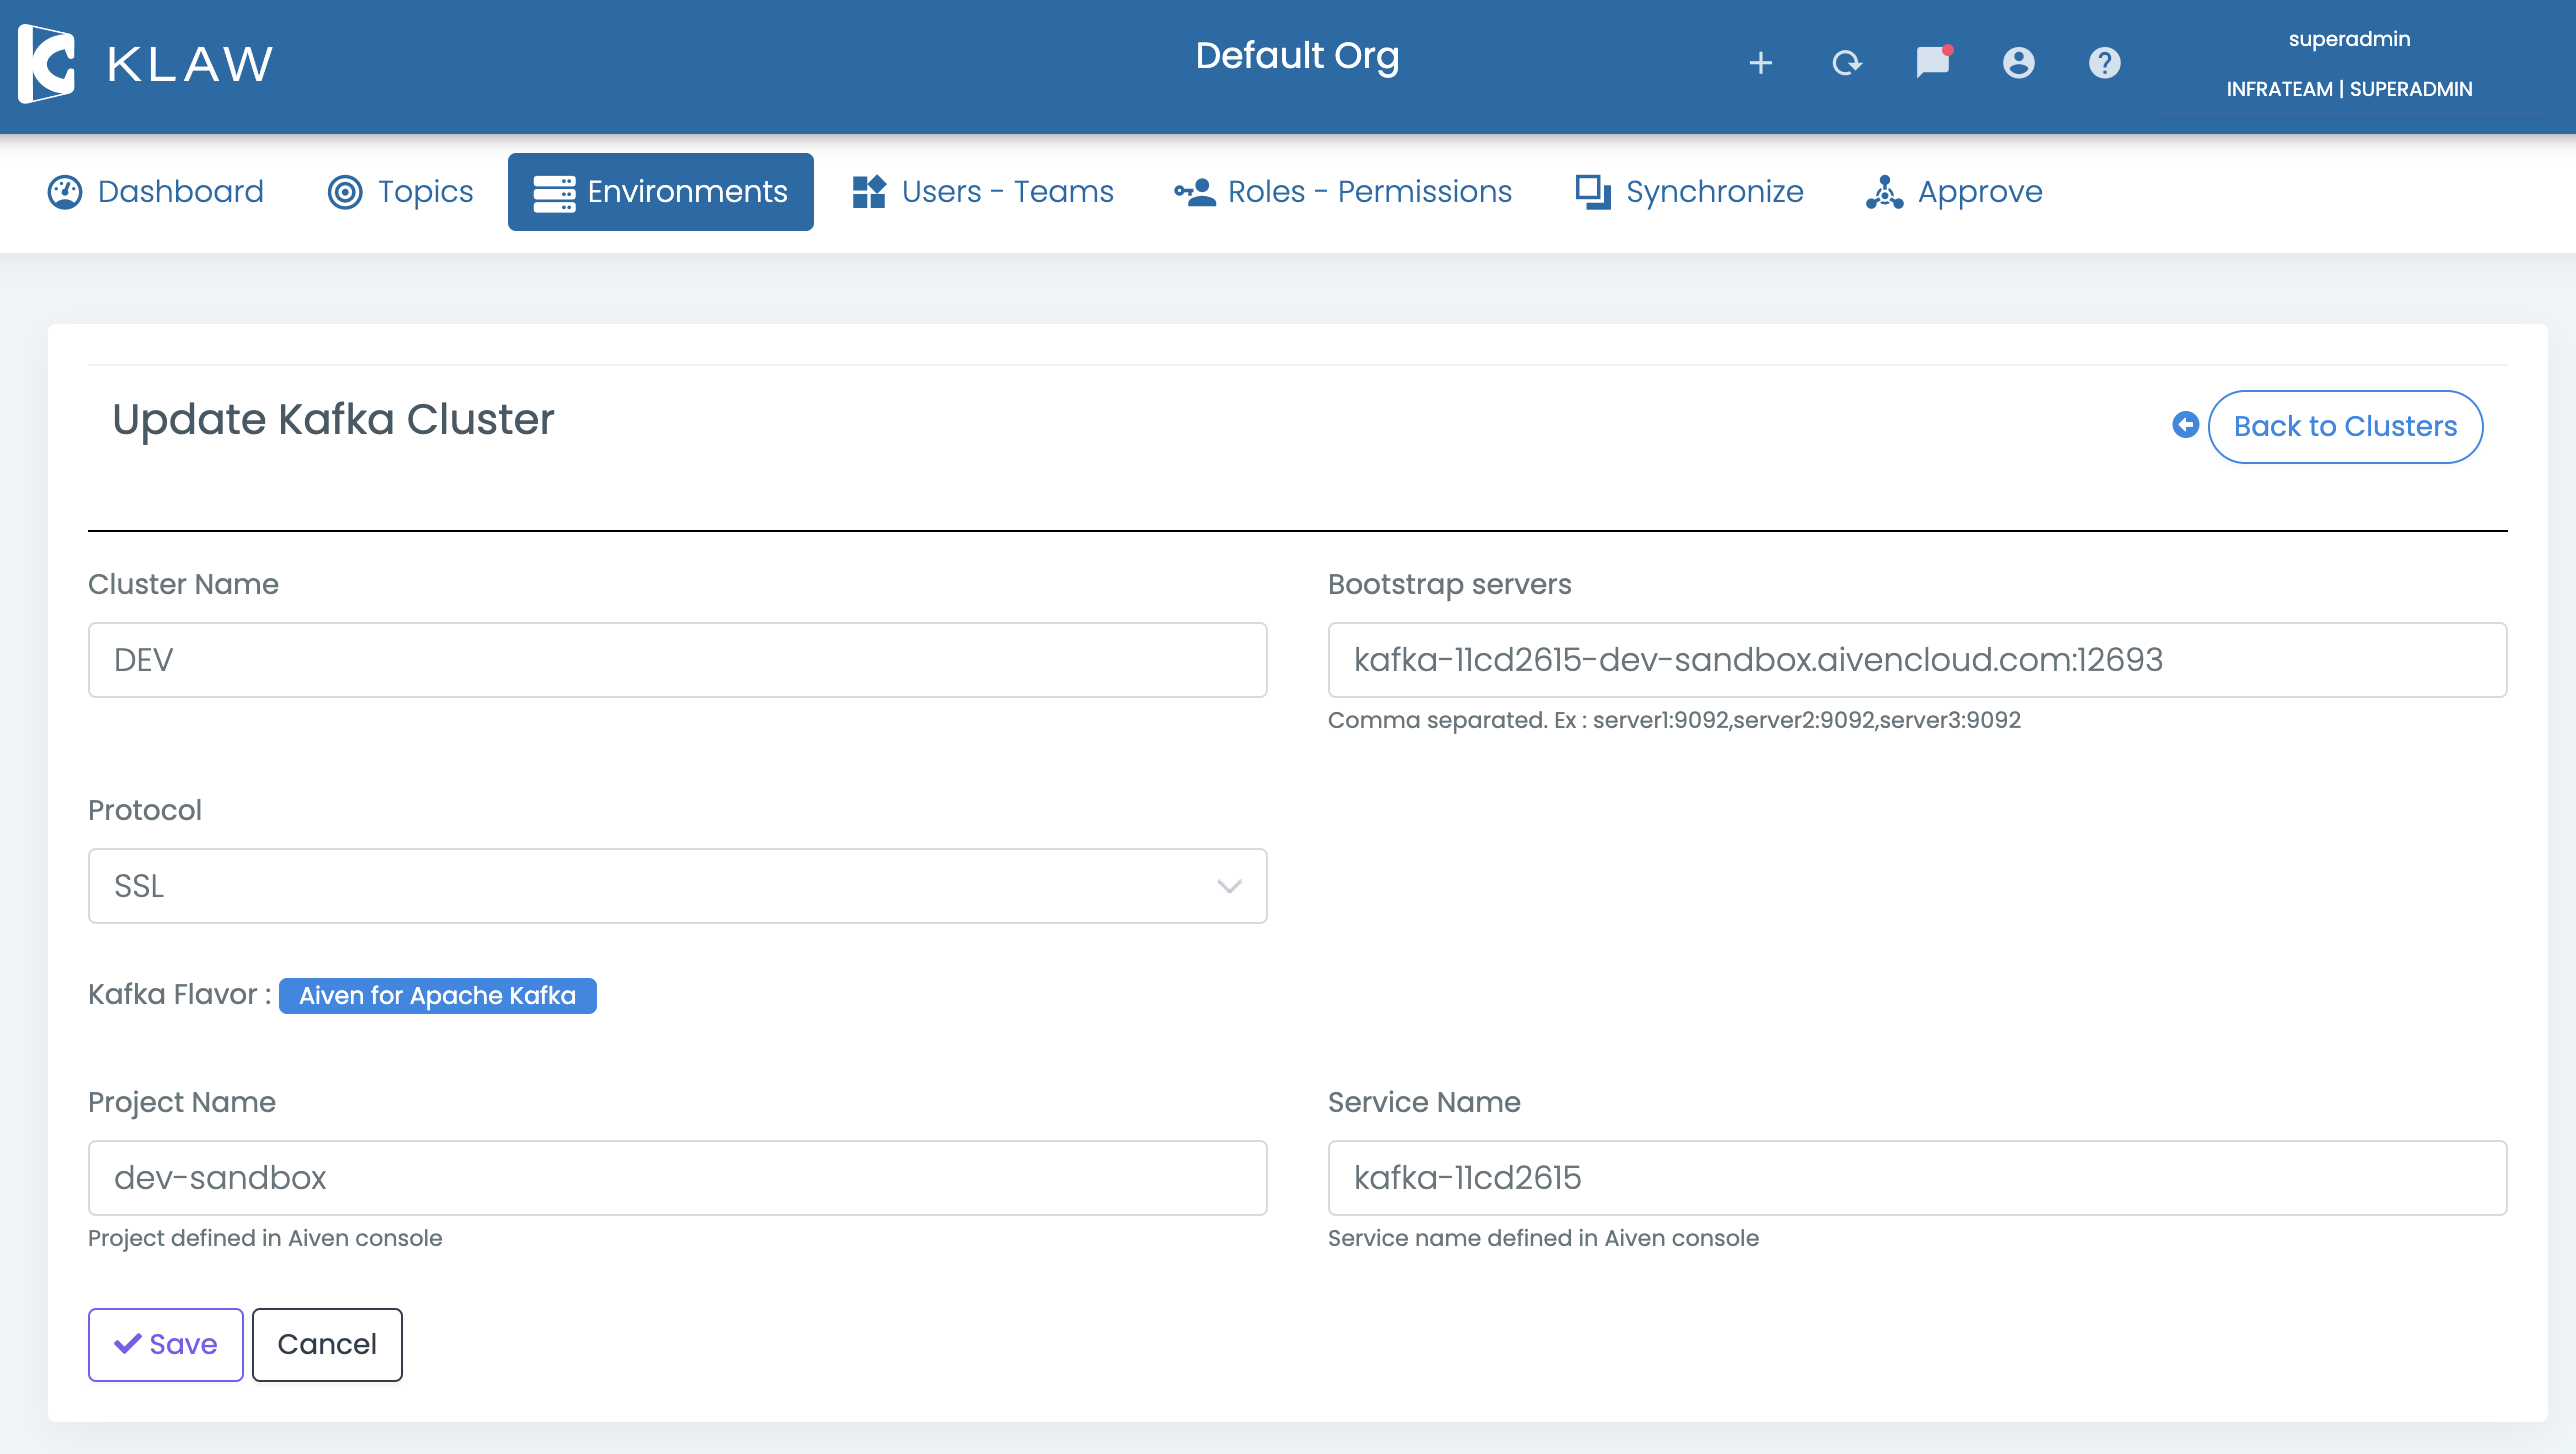 KLAW
Default Org
superadmin
INFRATEAM | SUPERADMIN
Dashboard
Topics
Environments
Users - Teams
Roles - Permissions
Synchronize
Approve
Update Kafka Cluster
Back to Clusters
Cluster Name
Bootstrap servers
DEV
kafka-11cd2615-dev-sandbox.aivencloud.com:12693
Comma separated. Ex : server1:9092,server2:9092,server3:9092
Protocol
SSL
Kafka Flavor : Aiven for Apache Kafka
Project Name
Service Name
dev-sandbox
kafka-11cd2615
Project defined in Aiven console
Service name defined in Aiven console
Save
Cancel